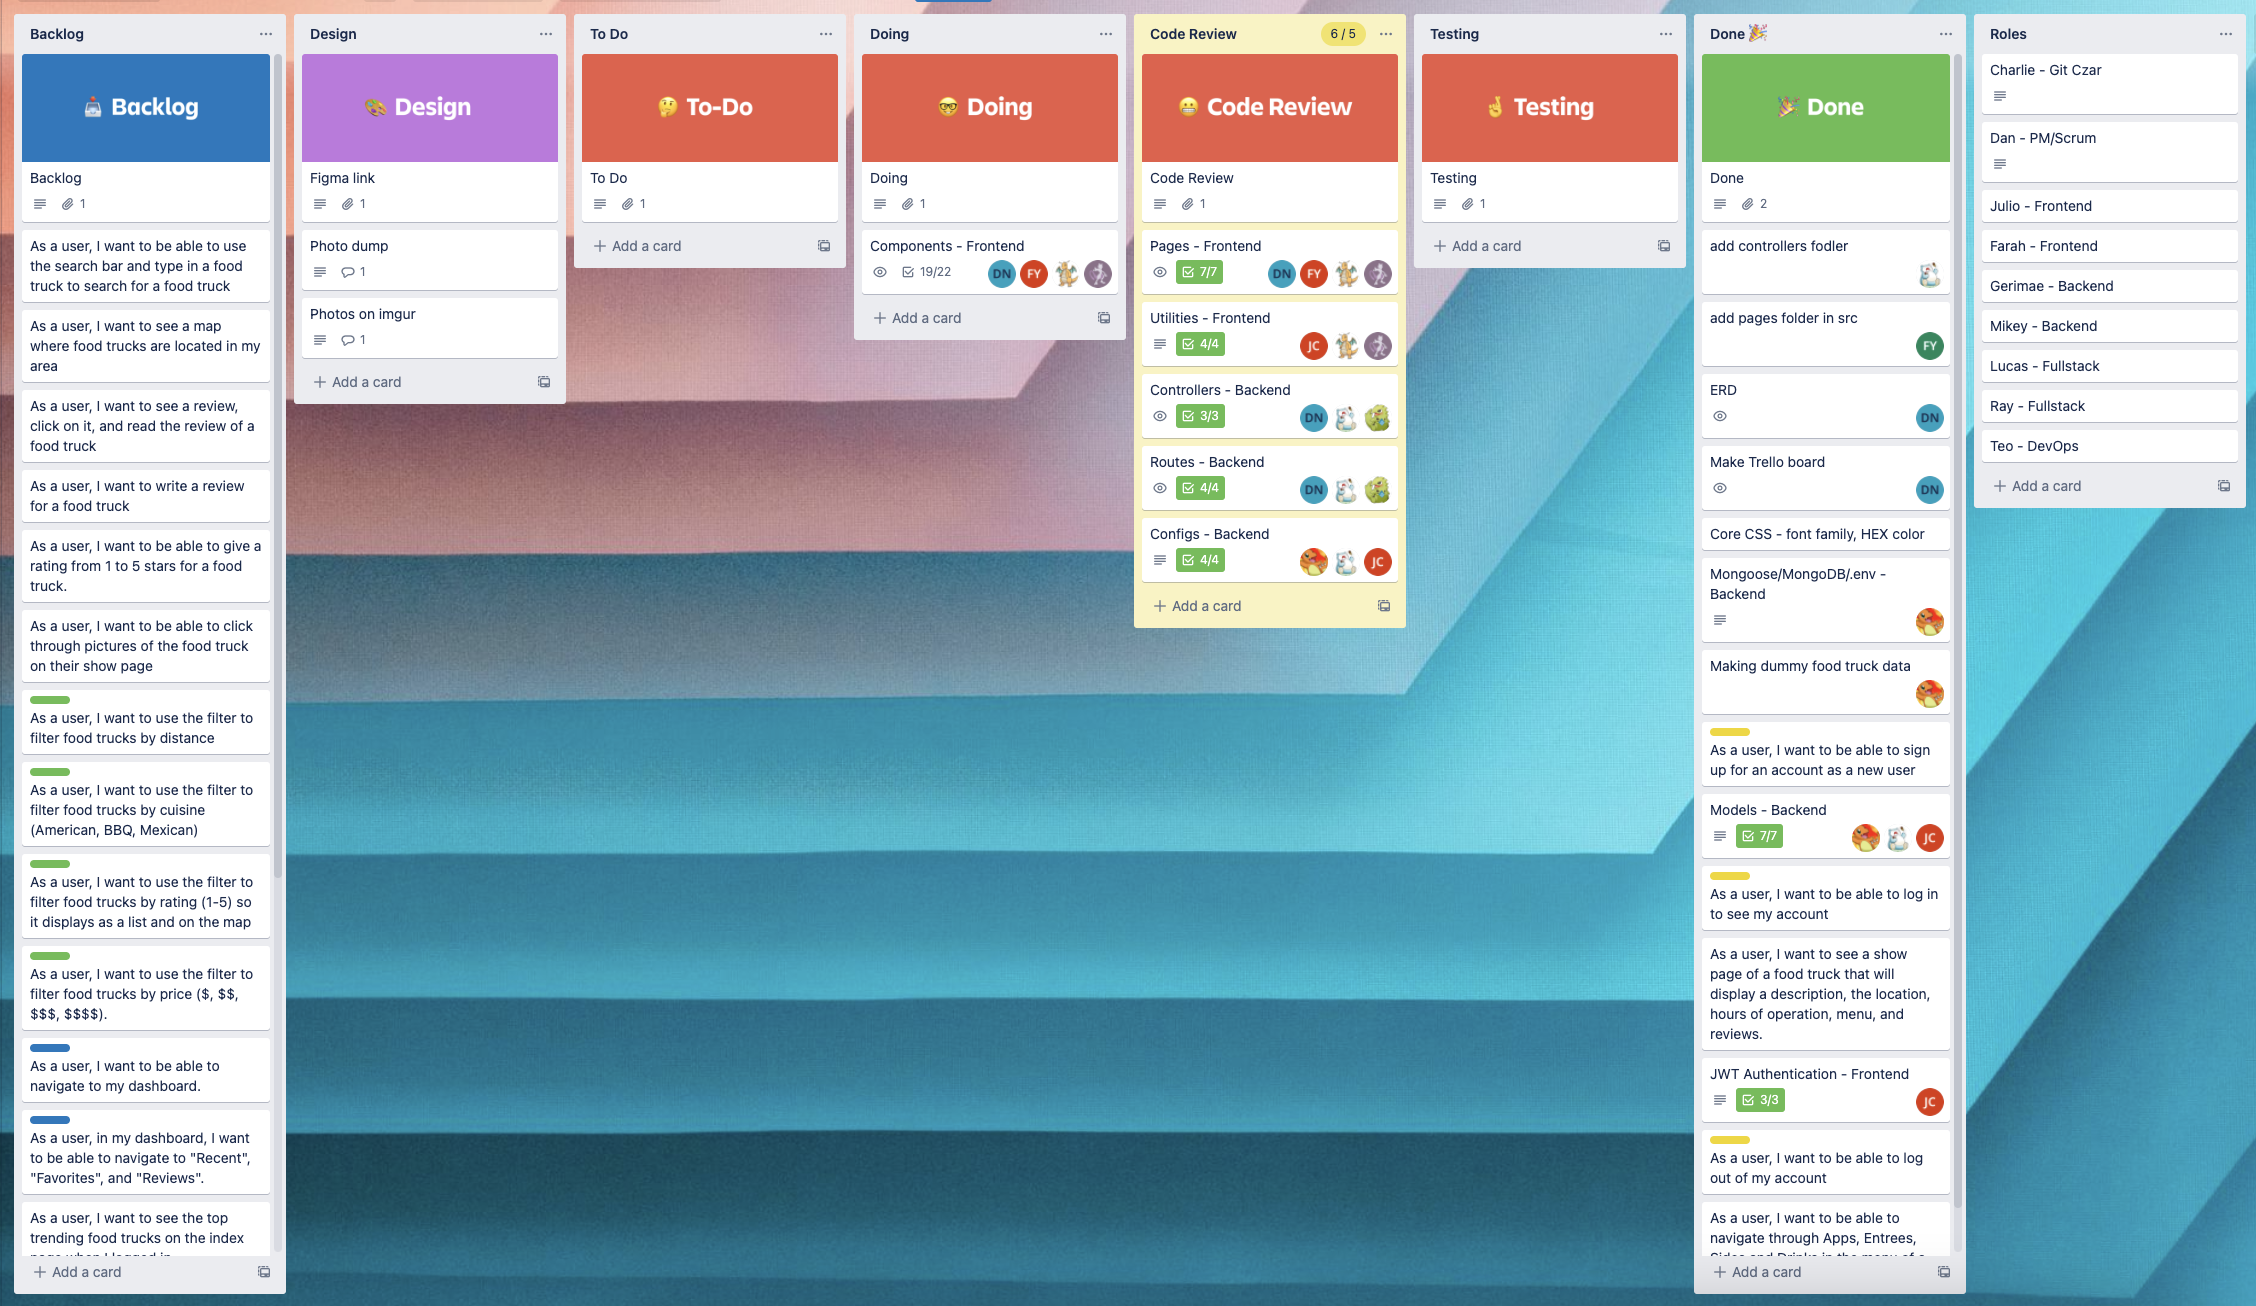 Backlog
Backlog
Backlog
1
As a user, I want to be able to use
the search bar and type in a food
truck to search for a food truck
As a user, I want to see a map
where food trucks are located in my
area
As a user, I want to see a review,
click on it, and read the review of a
food truck
As a user, I want to write a review
for a food truck
As a user, I want to be able to give a
rating from 1 to 5 stars for a food
truck.
As a user, I want to be able to click
through pictures of the food truck
on their show page
As a user, I want to use the filter to
filter food trucks by distance
As a user, I want to use the filter to
filter food trucks by cuisine
(American, BBQ, Mexican)
As a user, I want to use the filter to
filter food trucks by rating (1-5) so
it displays as a list and on the map
As a user, I want to use the filter to
filter food trucks by price ($, $$,
$$$, $$$$).
As a user, I want to be able to
navigate to my dashboard.
As a user, in my dashboard, I want
to be able to navigate to "Recent",
"Favorites", and "Reviews".
As a user, I want to see the top
trending food trucks on the index
page when I logged in
+ Add a card
Design
Design
Figma link
1
Photo dump
1
Photos on imgur
1
+ Add a card
To Do
To-Do
To Do
1
+ Add a card
Doing
Doing
Doing
1
Components - Frontend
19/22 DN FY
+ Add a card
Code Review 6 / 5
Code Review
Code Review
1
Pages - Frontend
7/7 DN FY
Utilities - Frontend
4/4 JC
Controllers - Backend
3/3 DN
Routes - Backend
4/4 DN
Configs - Backend
4/4 JC
+ Add a card
Testing
Testing
Testing
1
+ Add a card
Done
Done
Done
2
add controllers fodler
add pages folder in src
FY
ERD
DN
Make Trello board
DN
Core CSS - font family, HEX color
Mongoose/MongoDB/.env -
Backend
Making dummy food truck data
As a user, I want to be able to sign
up for an account as a new user
Models - Backend
7/7 JC
As a user, I want to be able to log in
to see my account
As a user, I want to see a show
page of a food truck that will
display a description, the location,
hours of operation, menu, and
reviews.
JWT Authentication - Frontend
3/3 JC
As a user, I want to be able to log
out of my account
As a user, I want to be able to
navigate through Apps, Entrees,
Sides and Drinks in the menu of a
+ Add a card
Roles
Charlie - Git Czar
Dan - PM/Scrum
Julio - Frontend
Farah - Frontend
Gerimae - Backend
Mikey - Backend
Lucas - Fullstack
Ray - Fullstack
Teo - DevOps
+ Add a card